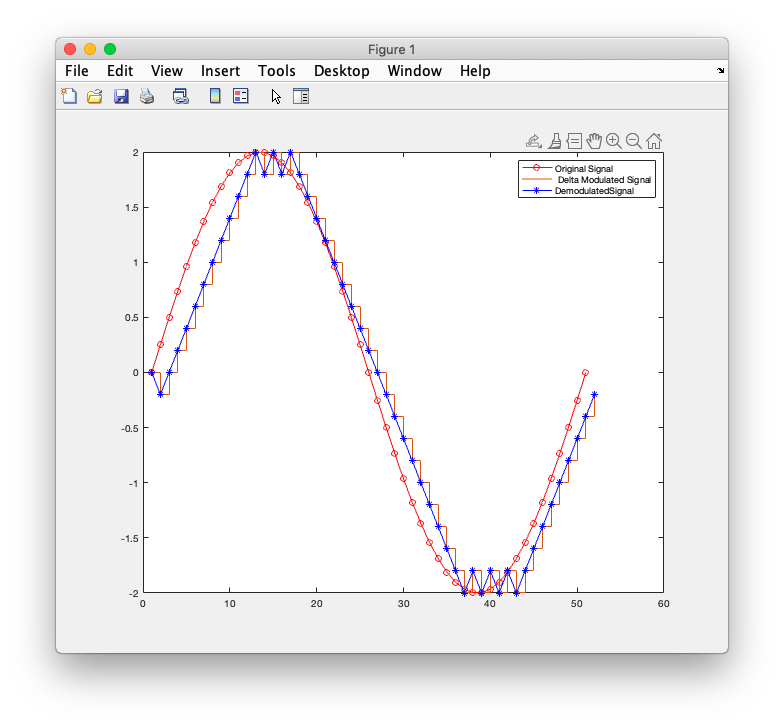 Figure 1
File Edit View Insert Tools Desktop Window Help
Original Signal
Delta Modulated Signal
DemodulatedSignal
2
1.5
1
0.5
0
-0.5
-1
-1.5
-2
0 10 20 30 40 50 60